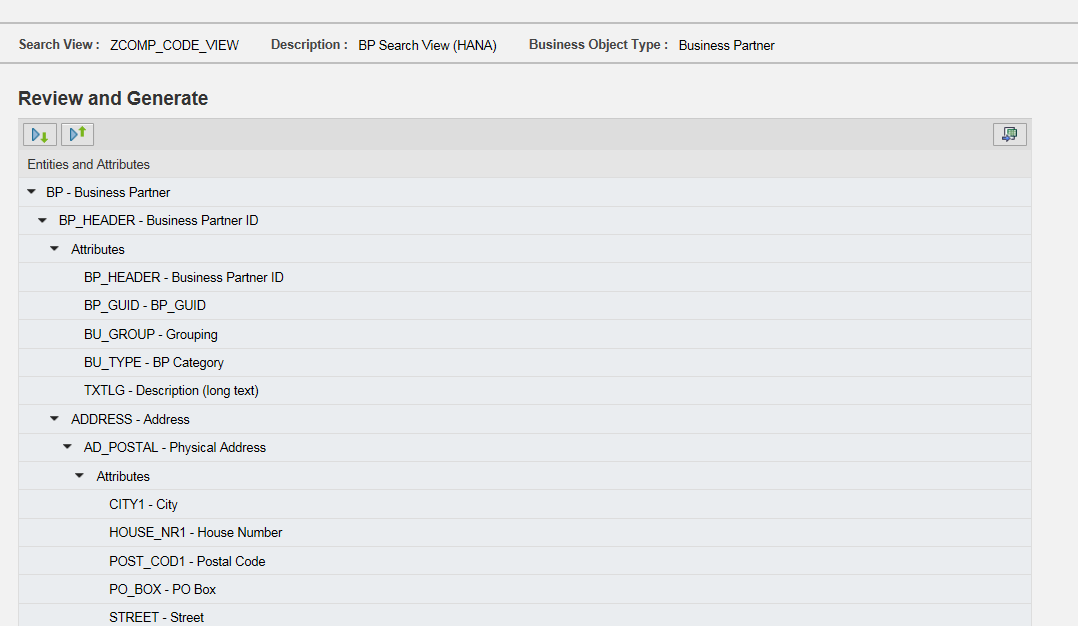 Search View : ZCOMP_CODE_VIEW Description : BP Search View (HANA) Business Object Type : Business Partner
Review and Generate
Entities and Attributes
BP - Business Partner
BP_HEADER - Business Partner ID
Attributes
BP_HEADER - Business Partner ID
BP_GUID - BP_GUID
BU_GROUP - Grouping
BU_TYPE - BP Category
TXTLG - Description (long text)
ADDRESS - Address
AD_POSTAL - Physical Address
Attributes
CITY1 - City
HOUSE_NR1 - House Number
POST_COD1 - Postal Code
PO_BOX - PO Box
STREET - Street